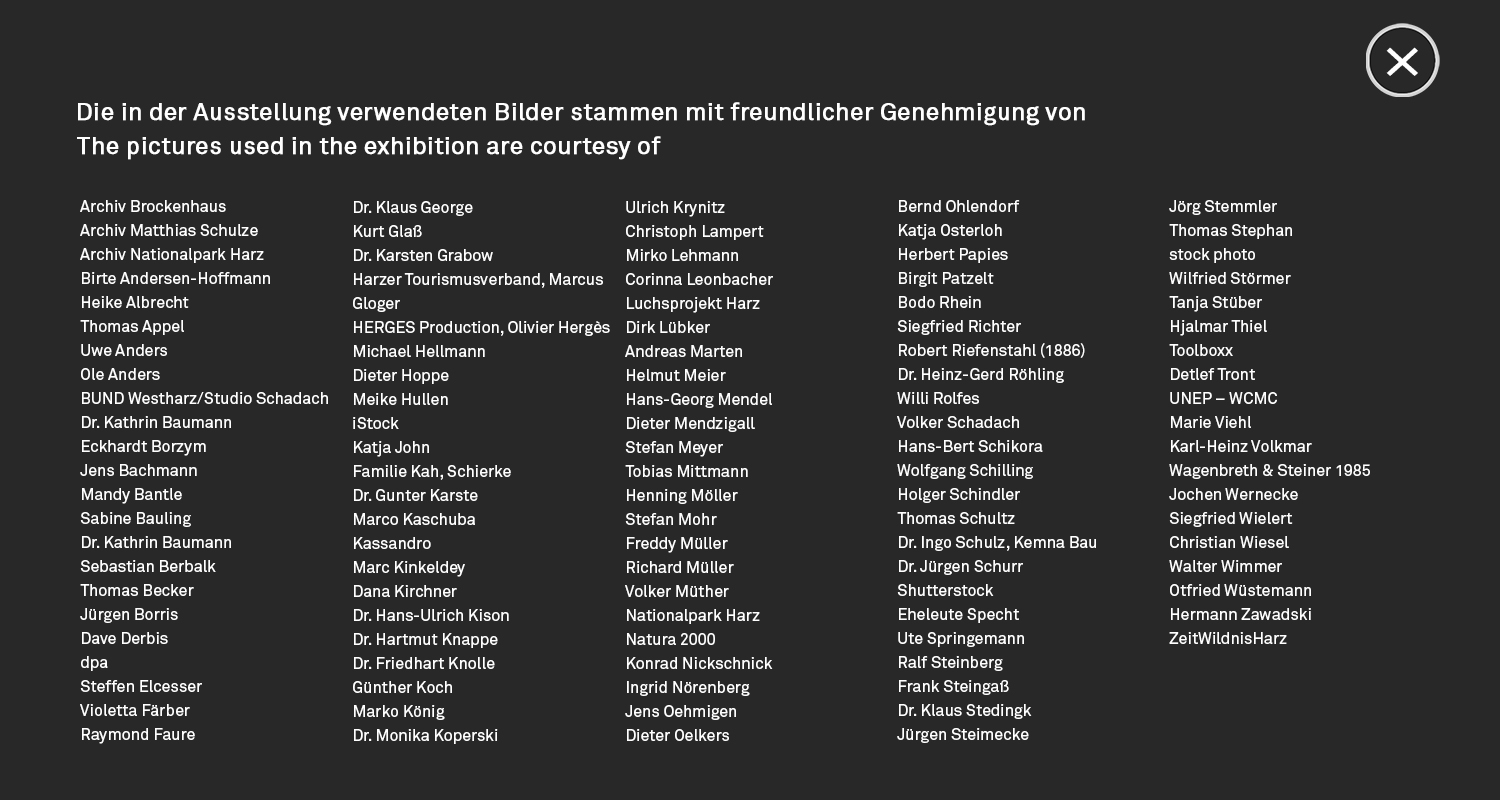 Die in der Ausstellung verwendeten Bilder stammen mit freundlicher Genehmigung von
The pictures used in the exhibition are courtesy of
Archiv Brockenhaus
Archiv Matthias Schulze
Archiv Nationalpark Harz
Birte Andersen-Hoffmann
Heike Albrecht
Thomas Appel
Uwe Anders
Ole Anders
BUND Westharz/Studio Schadach
Dr. Kathrin Baumann
Eckhardt Borzym
Jens Bachmann
Mandy Bantle
Sabine Bauling
Dr. Kathrin Baumann
Sebastian Berbalk
Thomas Becker
Jürgen Borris
Dave Derbis
dpa
Steffen Elcesser
Violetta Färber
Raymond Faure
Dr. Klaus George
Kurt Glaß
Dr. Karsten Grabow
Harzer Tourismusverband, Marcus
Gloger
HERGES Production, Olivier Hergès
Michael Hellmann
Dieter Hoppe
Meike Hullen
iStock
Katja John
Familie Kah, Schierke
Dr. Gunter Karste
Marco Kaschuba
Kassandro
Marc Kinkeldey
Dana Kirchner
Dr. Hans-Ulrich Kison
Dr. Hartmut Knappe
Dr. Friedhart Knolle
Günther Koch
Marko König
Dr. Monika Koperski
Ulrich Krynitz
Christoph Lampert
Mirko Lehmann
Corinna Leonbacher
Luchsprojekt Harz
Dirk Lübker
Andreas Marten
Helmut Meier
Hans-Georg Mendel
Dieter Mendzigall
Stefan Meyer
Tobias Mittmann
Henning Möller
Stefan Mohr
Freddy Müller
Richard Müller
Volker Müther
Nationalpark Harz
Natura 2000
Konrad Nickschnick
Ingrid Nörenberg
Jens Oehmigen
Dieter Oelkers
Bernd Ohlendorf
Katja Osterloh
Herbert Papies
Birgit Patzelt
Bodo Rhein
Siegfried Richter
Robert Riefenstahl (1886)
Dr. Heinz-Gerd Röhling
Willi Rolfes
Volker Schadach
Hans-Bert Schikora
Wolfgang Schilling
Holger Schindler
Thomas Schultz
Dr. Ingo Schulz, Kemna Bau
Dr. Jürgen Schurr
Shutterstock
Eheleute Specht
Ute Springemann
Ralf Steinberg
Frank Steingaß
Dr. Klaus Stedingk
Jürgen Steimecke
Jörg Stemmler
Thomas Stephan
stock photo
Wilfried Störmer
Tanja Stüber
Hjalmar Thiel
Toolboxx
Detlef Tront
UNEP – WCMC
Marie Viehl
Karl-Heinz Volkmar
Wagenbreth & Steiner 1985
Jochen Wernecke
Siegfried Wielert
Christian Wiesel
Walter Wimmer
Otfried Wüstemann
Hermann Zawadski
ZeitWildnisHarz